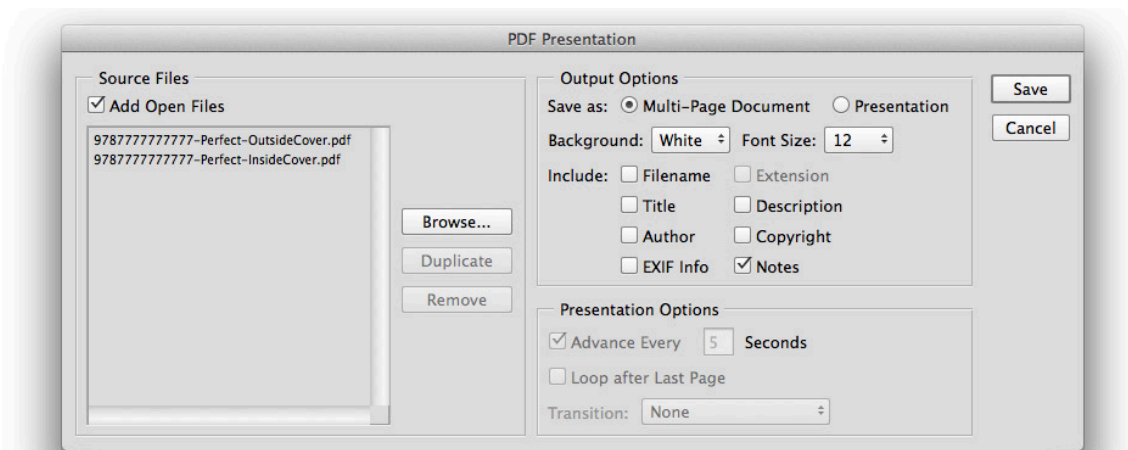 PDF Presentation
Source Files
Add Open Files
9787777777777-Perfect-OutsideCover.pdf
9787777777777-Perfect-InsideCover.pdf
Browse...
Duplicate
Remove
Output Options
Save as: Multi-Page Document Presentation
Background: White Font Size: 12
Include: Filename Extension
Title Description
Author Copyright
EXIF Info Notes
Presentation Options
Advance Every 5 Seconds
Loop after Last Page
Transition: None
Save
Cancel